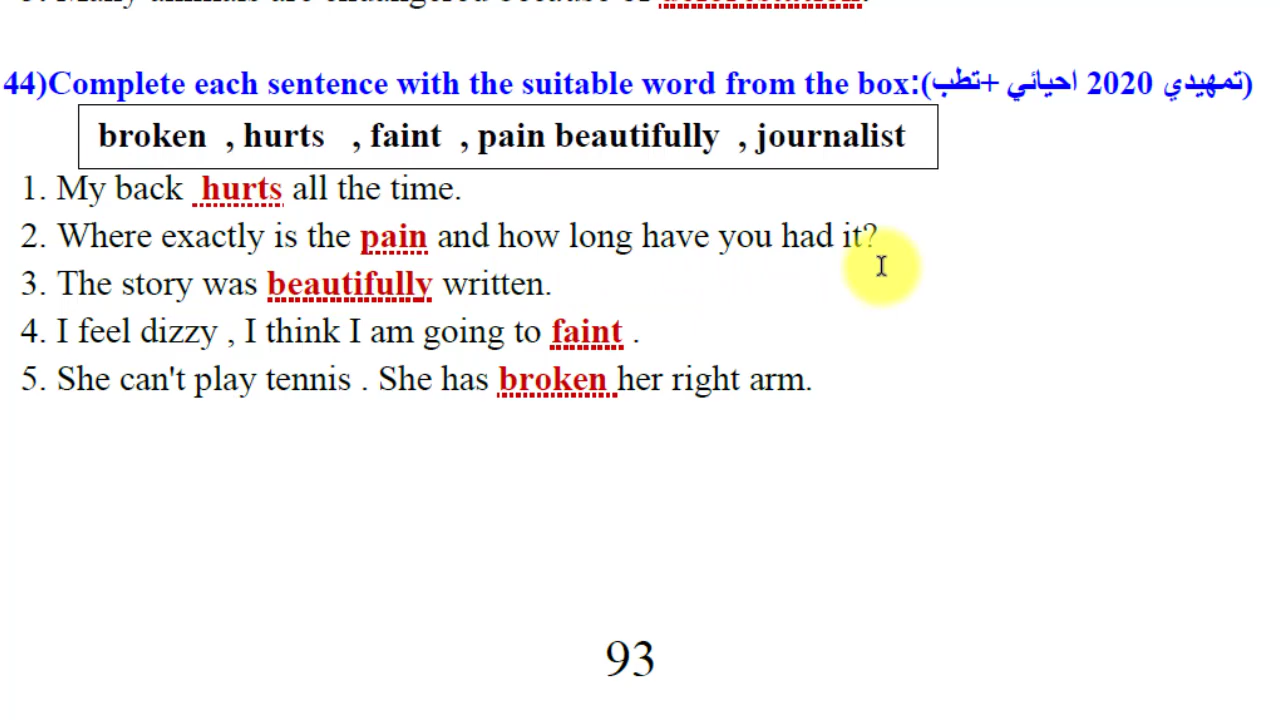 44)Complete each sentence with the suitable word from the box:(تمهيدي 2020 احيائي +تطب)
broken , hurts , faint , pain beautifully , journalist
1. My back hurts all the time.
2. Where exactly is the pain and how long have you had it?
3. The story was beautifully written.
4. I feel dizzy , I think I am going to faint .
5. She can't play tennis . She has broken her right arm.
93